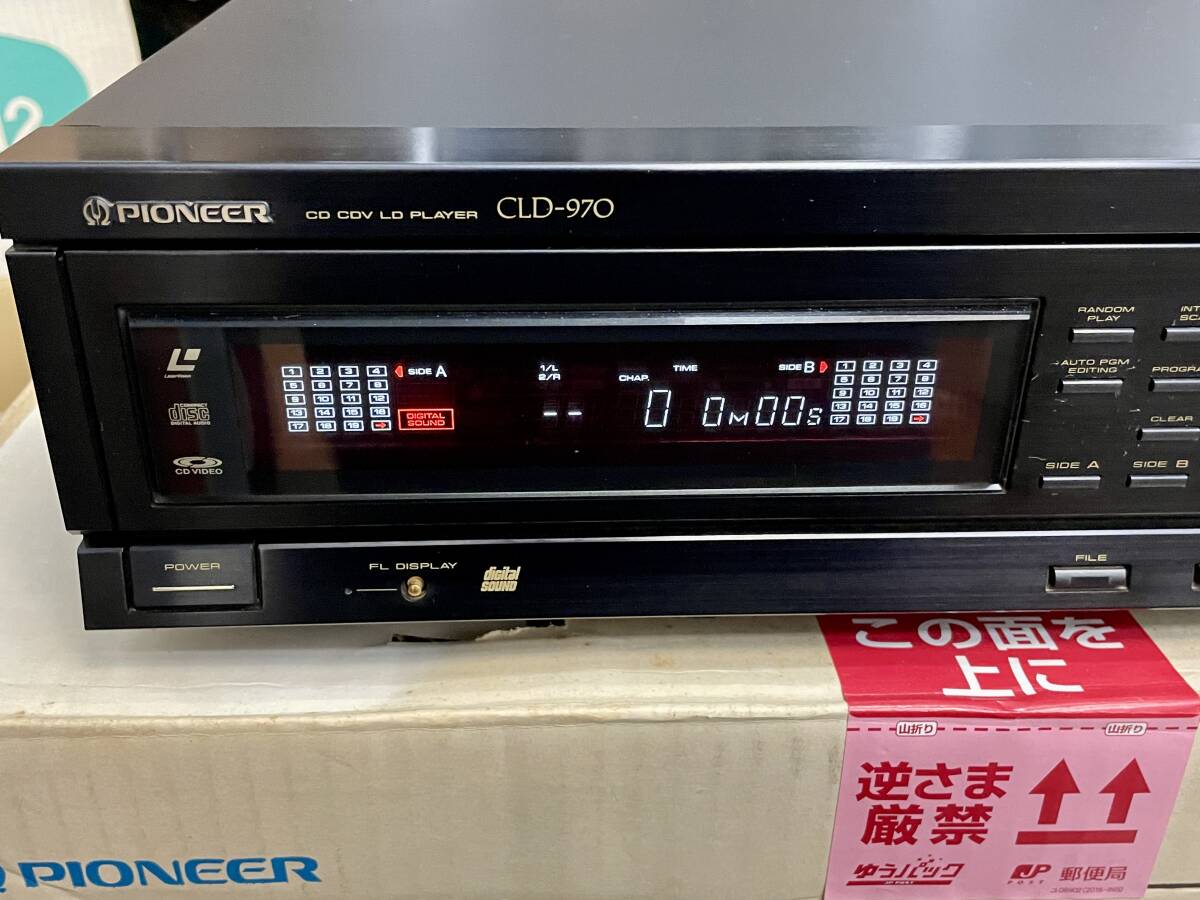 2
PIONEER CD CDV LD PLAYER CLD-970
RANDOM PLAY
AUTO PGM EDITING
CLEAR
SIDE A SIDE B
LaserVision
COMPACT disc DIGITAL AUDIO
CD VIDEO
1 2 3 4
5 6 7 8
9 10 11 12
13 14 15 16
17 18 19
SIDE A
DIGITAL SOUND
1/L
2/R
--
CHAP. TIME
0 0M00S
SIDE B
1 2 3 4
5 6 7 8
9 10 11 12
13 14 15 16
17 18 19
POWER
FL DISPLAY
digital SOUND
FILE
この面を
上に
山折り 山折り
逆さま
厳禁
ゆうパック
JP POST
JP POST 郵便局
PIONEER